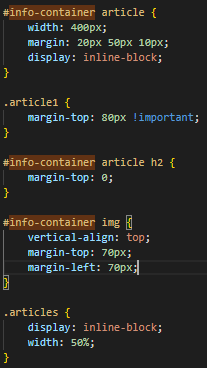 #info-container article {
    width: 400px;
    margin: 20px 50px 10px;
    display: inline-block;
}

.article1 {
    margin-top: 80px !important;
}

#info-container article h2 {
    margin-top: 0;
}

#info-container img {
    vertical-align: top;
    margin-top: 70px;
    margin-left: 70px;
}

.articles {
    display: inline-block;
    width: 50%;
}